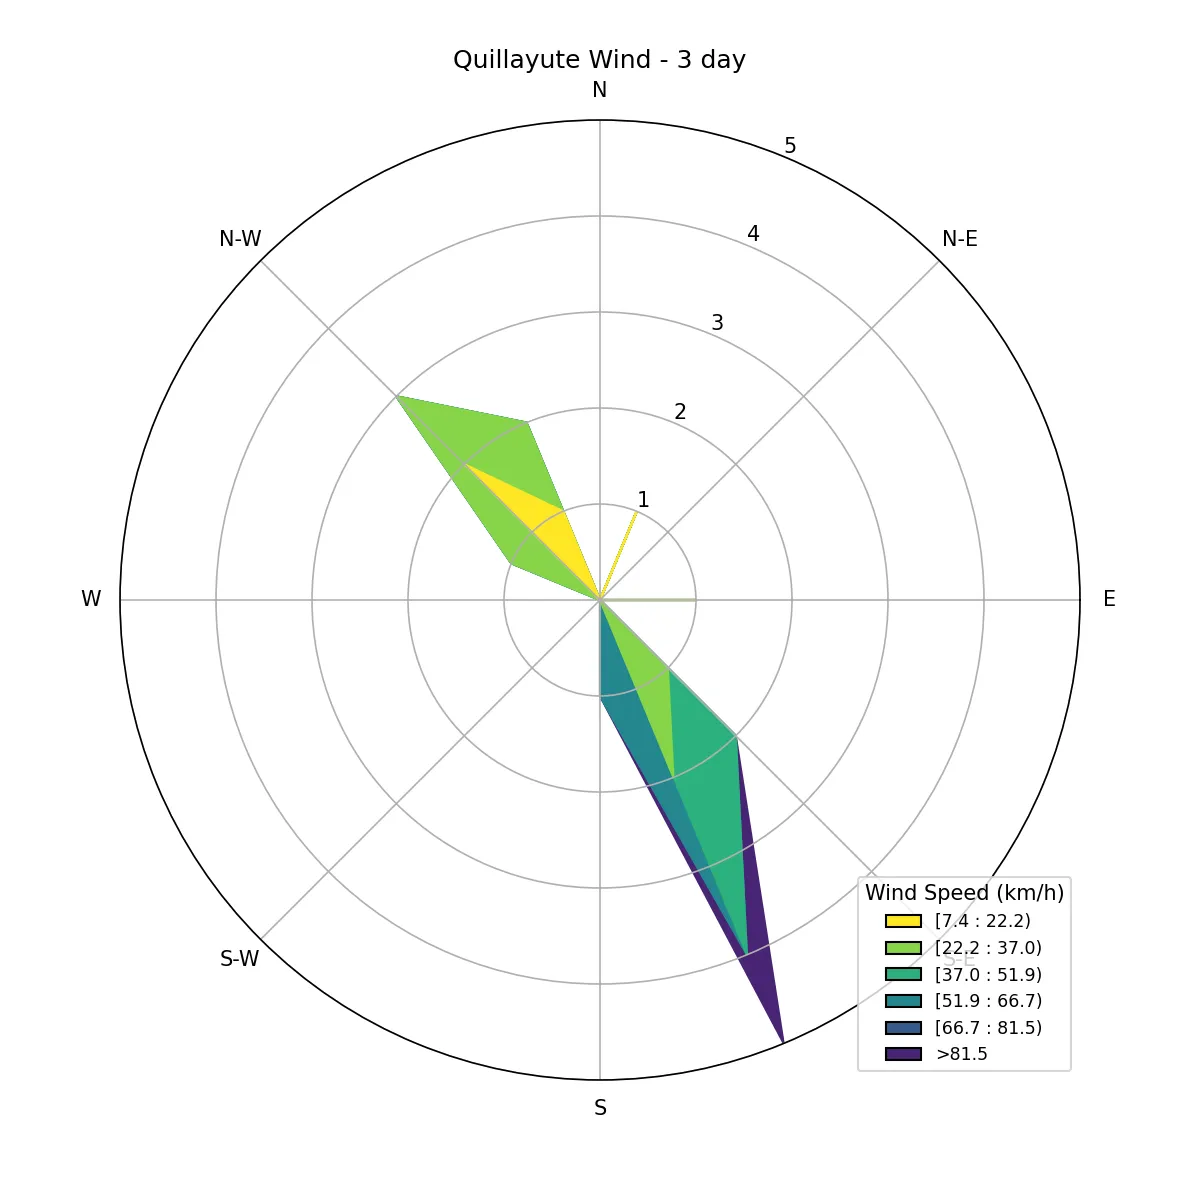 Quillayute Wind - 3 day
N
5
N-W
4
N-E
3
2
1
W
E
S-W
S-E
S
Wind Speed (km/h)
[7.4 : 22.2)
[22.2 : 37.0)
[37.0 : 51.9)
[51.9 : 66.7)
[66.7 : 81.5)
>81.5